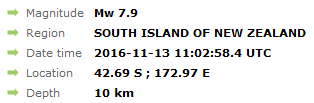 Magnitude Mw 7.9
Region SOUTH ISLAND OF NEW ZEALAND
Date time 2016-11-13 11:02:58.4 UTC
Location 42.69 S ; 172.97 E
Depth 10 km